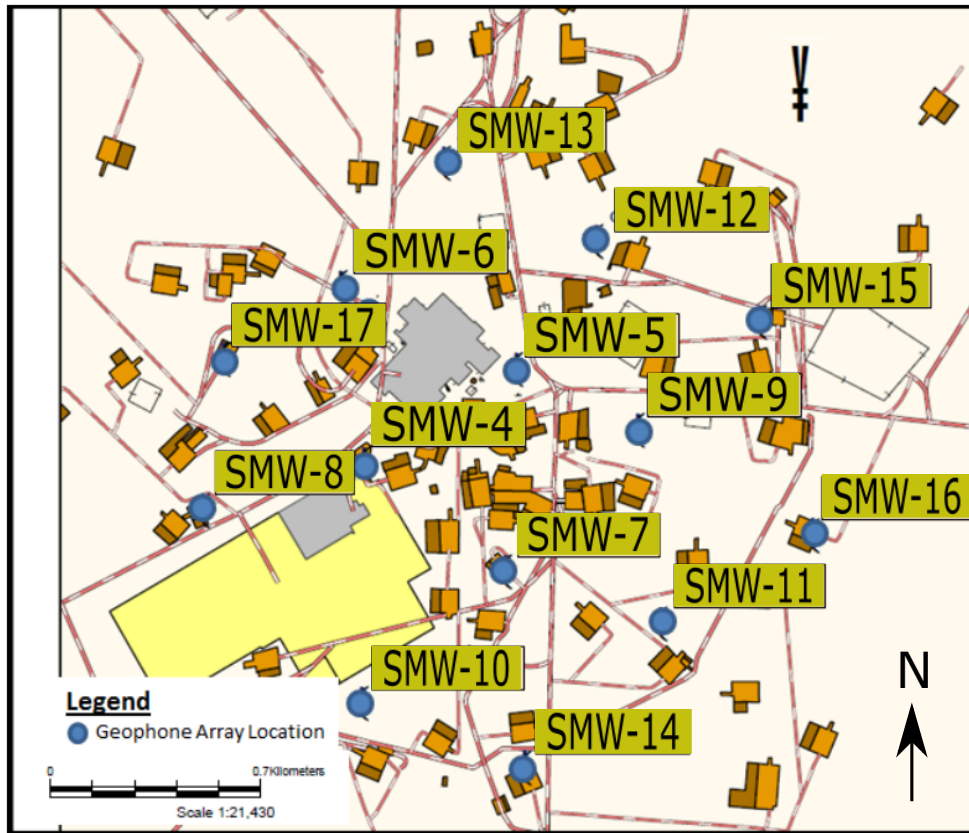 SMW-13
SMW-12
SMW-6
SMW-15
SMW-17
SMW-5
SMW-9
SMW-4
SMW-8
SMW-16
SMW-7
SMW-11
SMW-10
N
Legend
Geophone Array Location
SMW-14
0 0.7Kilometers
Scale 1:21,430